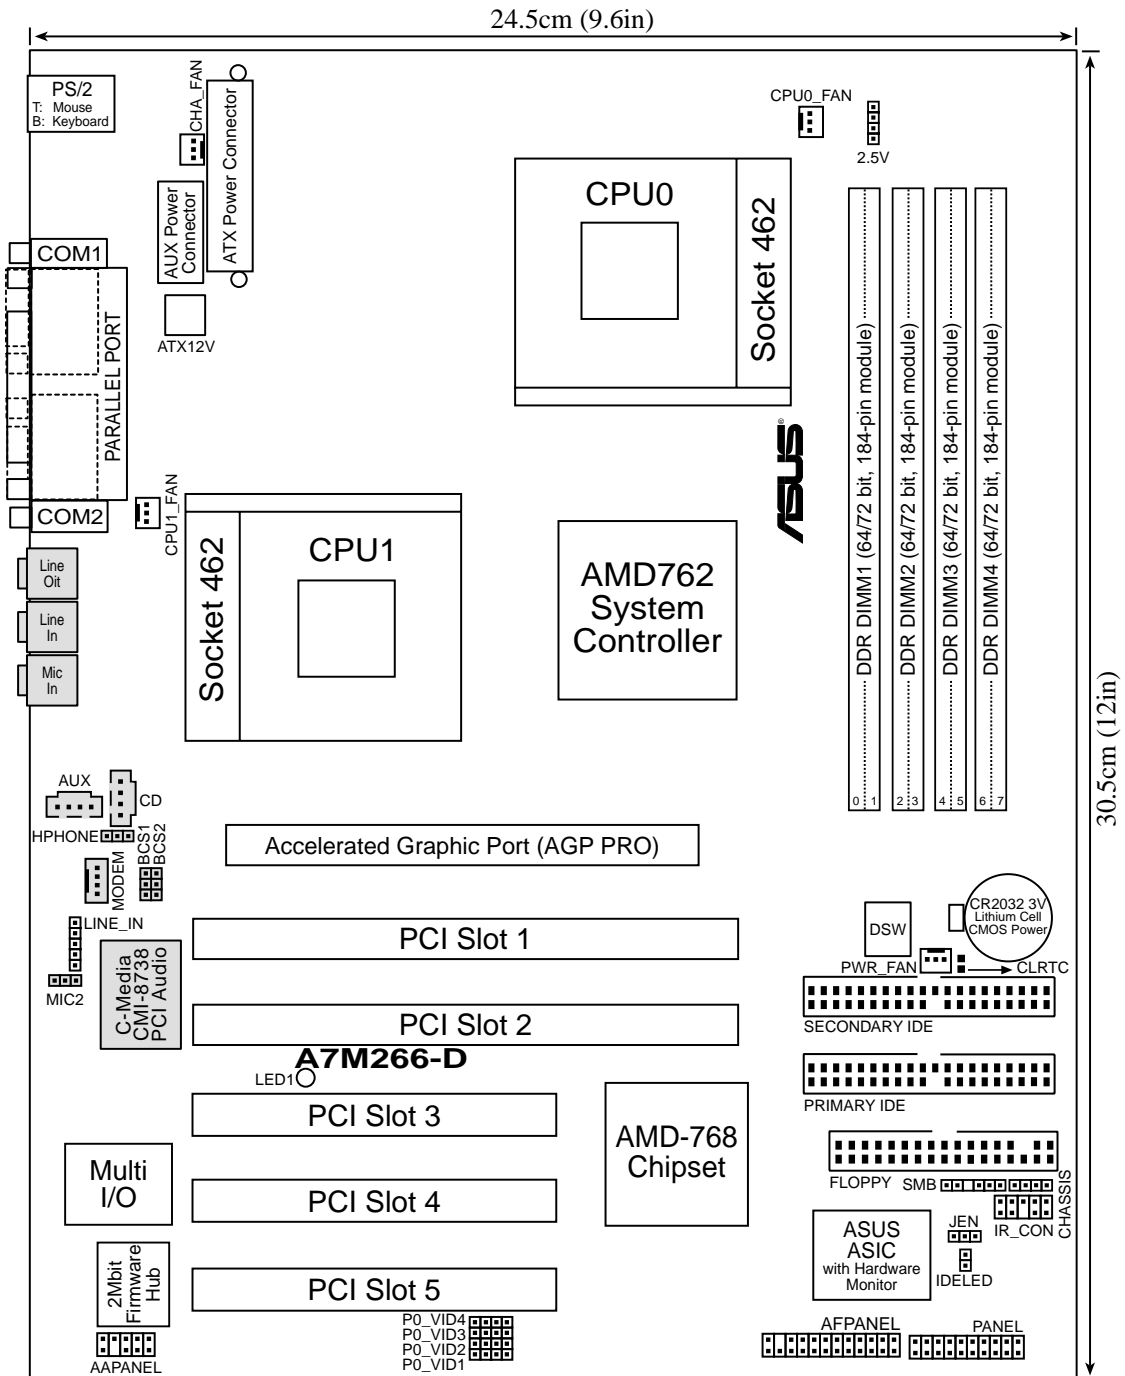 24.5cm (9.6in)
PS/2
T: Mouse
B: Keyboard
CHA_FAN
ATX Power Connector
AUX Power
Connector
ATX12V
CPU0_FAN
2.5V
CPU0
Socket 462
COM1
PARALLEL PORT
COM2
CPU1_FAN
CPU1
Socket 462
ASUS®
AMD762
System
Controller
DDR DIMM1 (64/72 bit, 184-pin module)
DDR DIMM2 (64/72 bit, 184-pin module)
DDR DIMM3 (64/72 bit, 184-pin module)
DDR DIMM4 (64/72 bit, 184-pin module)
0 1
2 3
4 5
6 7
30.5cm (12in)
Line
Oit
Line
In
Mic
In
AUX
CD
HPHONE
BCS1
BCS2
MODEM
LINE_IN
MIC2
C-Media
CMI-8738
PCI Audio
Accelerated Graphic Port (AGP PRO)
PCI Slot 1
PCI Slot 2
A7M266-D
LED1
PCI Slot 3
PCI Slot 4
PCI Slot 5
DSW
CR2032 3V
Lithium Cell
CMOS Power
PWR_FAN
CLRTC
SECONDARY IDE
PRIMARY IDE
FLOPPY
SMB
CHASSIS
IR_CON
JEN
IDELED
AMD-768
Chipset
ASUS
ASIC
with Hardware
Monitor
Multi
I/O
2Mbit
Firmware
Hub
AAPANEL
P0_VID4
P0_VID3
P0_VID2
P0_VID1
AFPANEL
PANEL